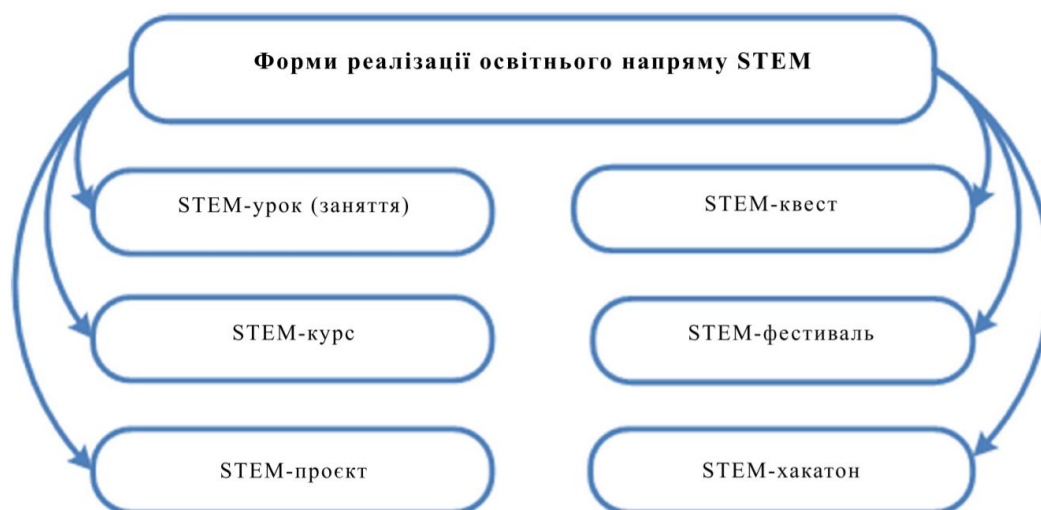 Форми реалізації освітнього напряму STEM
STEM-урок (заняття)
STEM-квест
STEM-курс
STEM-фестиваль
STEM-проєкт
STEM-хакатон